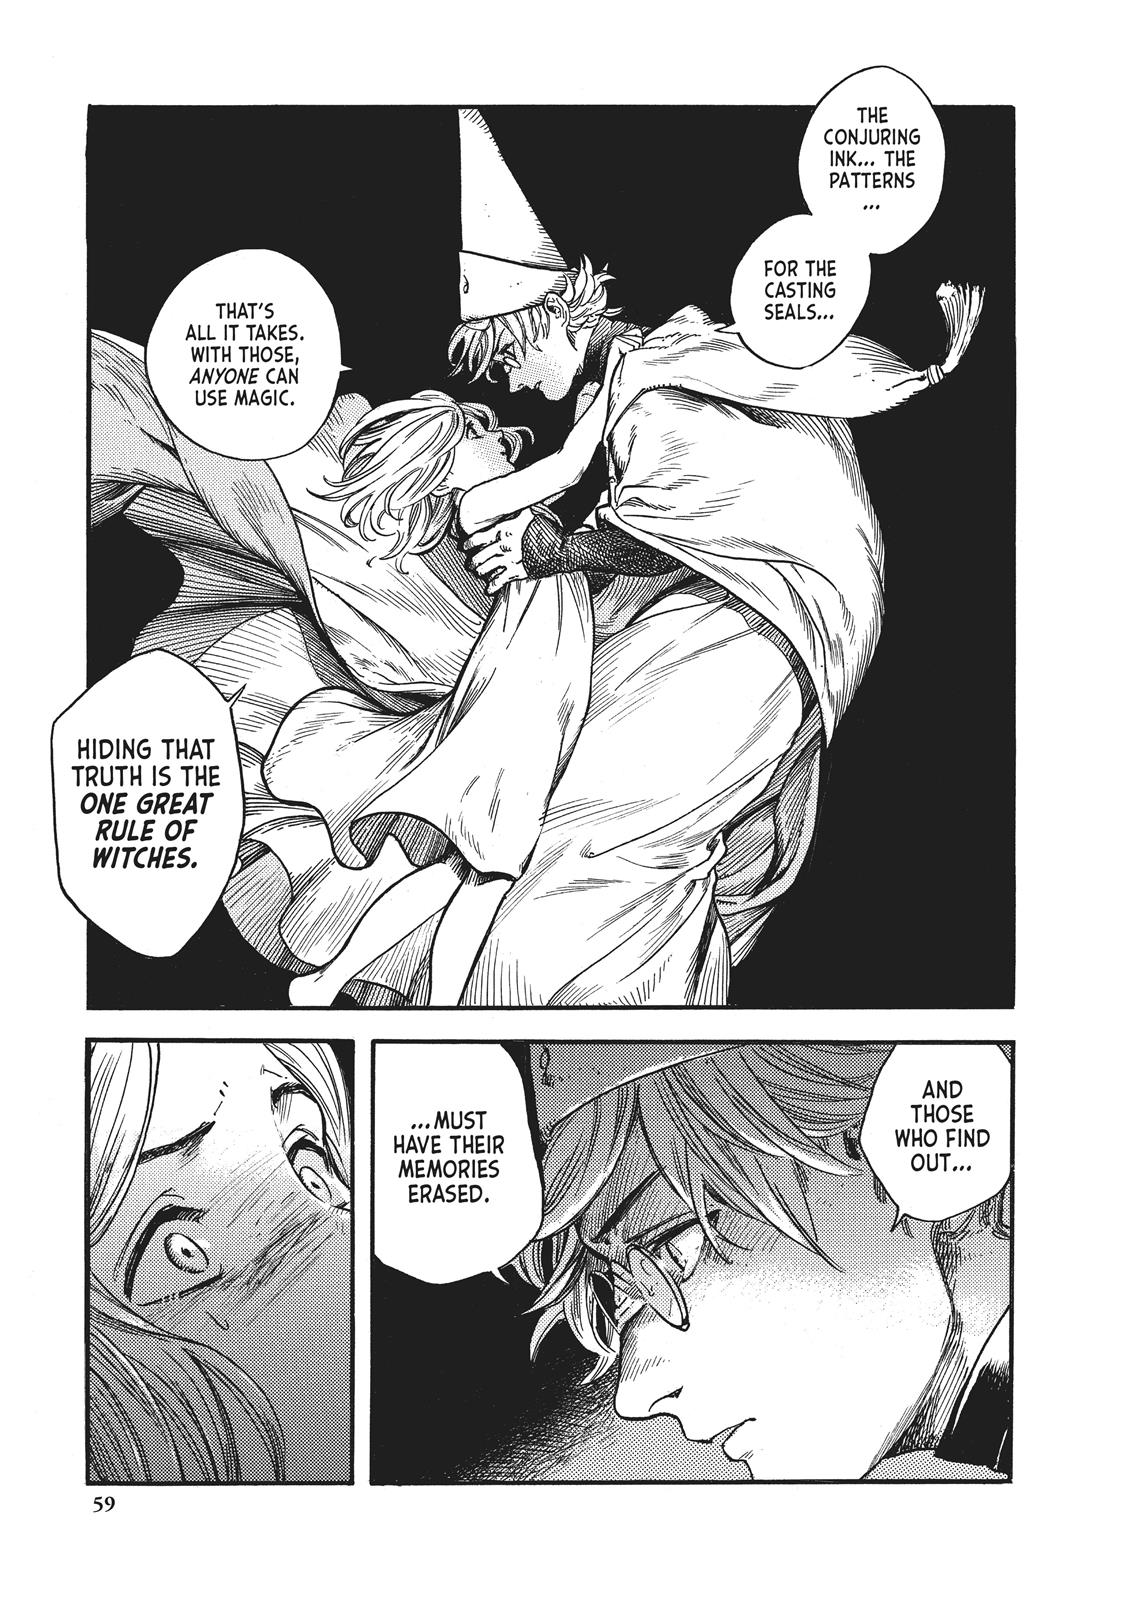 THE
CONJURING
INK... THE
PATTERNS
...
FOR THE
CASTING
SEALS...
THAT'S
ALL IT TAKES.
WITH THOSE,
ANYONE CAN
USE MAGIC.
HIDING THAT
TRUTH IS THE
ONE GREAT
RULE OF
WITCHES.
AND
THOSE
WHO FIND
OUT...
...MUST
HAVE THEIR
MEMORIES
ERASED.
59